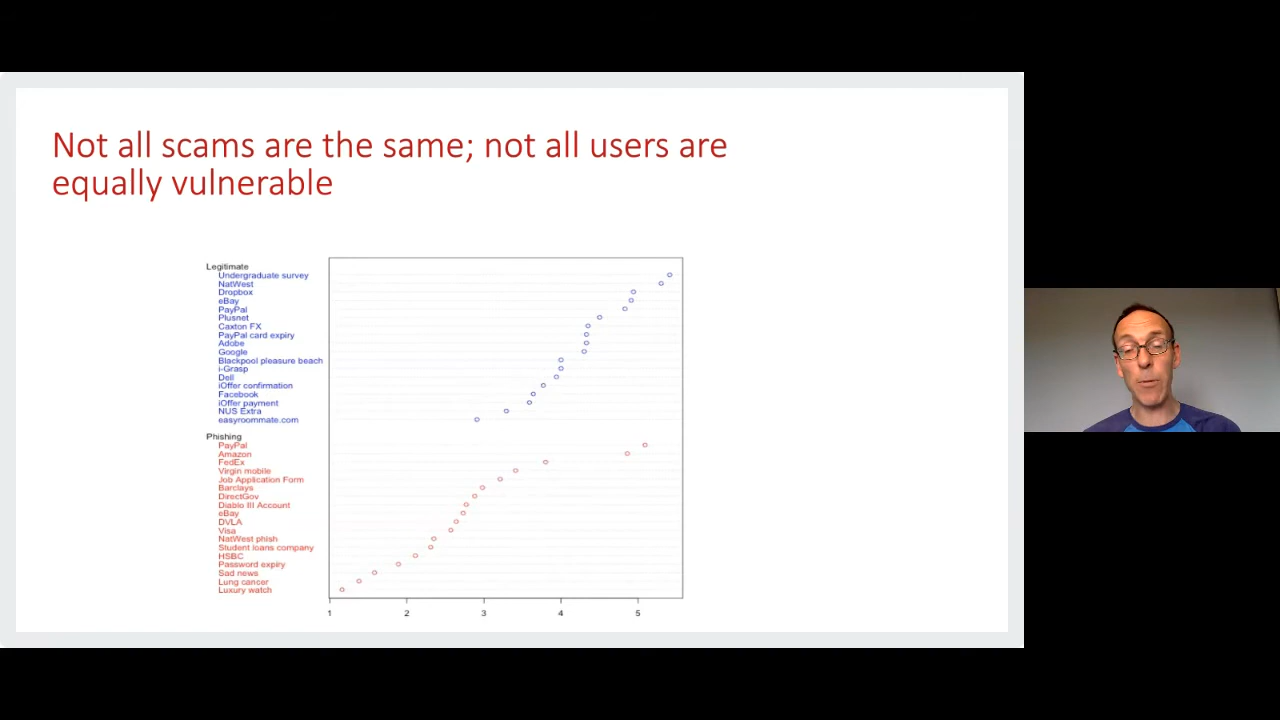 Not all scams are the same; not all users are
equally vulnerable
Legitimate
Undergraduate survey
NatWest
Dropbox
eBay
PayPal
Plusnet
Caxton FX
PayPal card expiry
Adobe
Google
Blackpool pleasure beach
i-Grasp
Dell
iOffer confirmation
Facebook
iOffer payment
NUS Extra
easyroommate.com
Phishing
PayPal
Amazon
FedEx
Virgin mobile
Job Application Form
Barclays
DirectGov
Diablo III Account
eBay
DVLA
Visa
NatWest phish
Student loans company
HSBC
Password expiry
Sad news
Lung cancer
Luxury watch
1 2 3 4 5